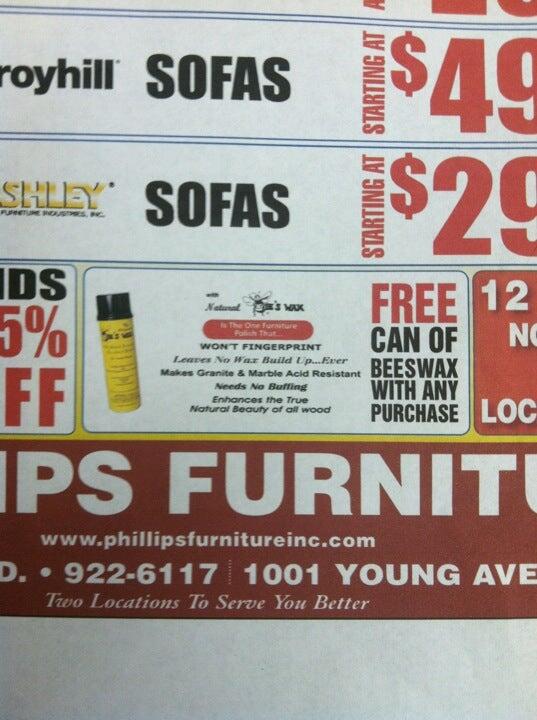 royhill SOFAS STARTING AT $49
SHLEY
FURNITURE INDUSTRIES, INC.
SOFAS STARTING AT $29
NDS
5%
FF
with
Natural BEE'S WAX
Is The One Furniture
Polish That...
WON'T FINGERPRINT
Leaves No Wax Build Up...Ever
Makes Granite & Marble Acid Resistant
Needs No Buffing
Enhances the True
Natural Beauty of all wood
FREE
CAN OF
BEESWAX
WITH ANY
PURCHASE
12
NO
LOC
IPS FURNITU
www.phillipsfurnitureinc.com
D. • 922-6117 1001 YOUNG AVE
Two Locations To Serve You Better